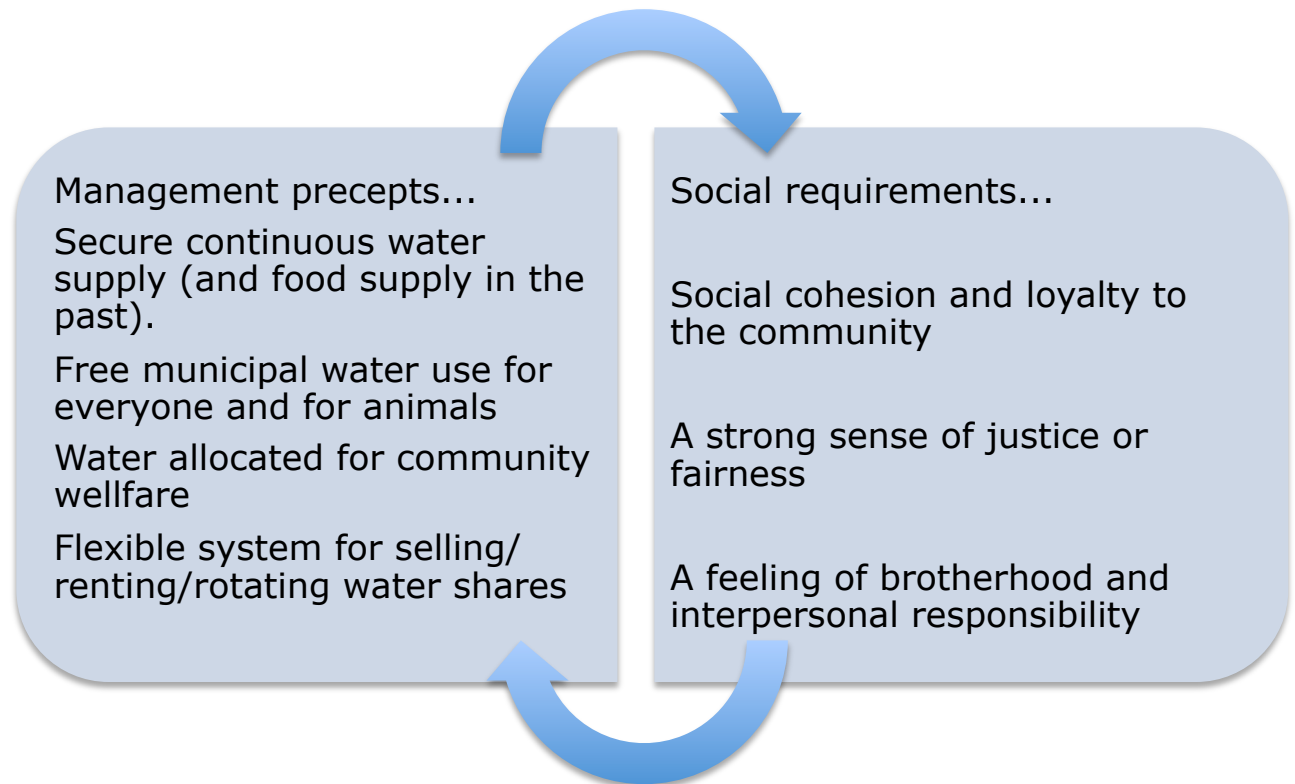 Management precepts...
Secure continuous water
supply (and food supply in the
past).
Free municipal water use for
everyone and for animals
Water allocated for community
wellfare
Flexible system for selling/
renting/rotating water shares
Social requirements...
Social cohesion and loyalty to
the community
A strong sense of justice or
fairness
A feeling of brotherhood and
interpersonal responsibility